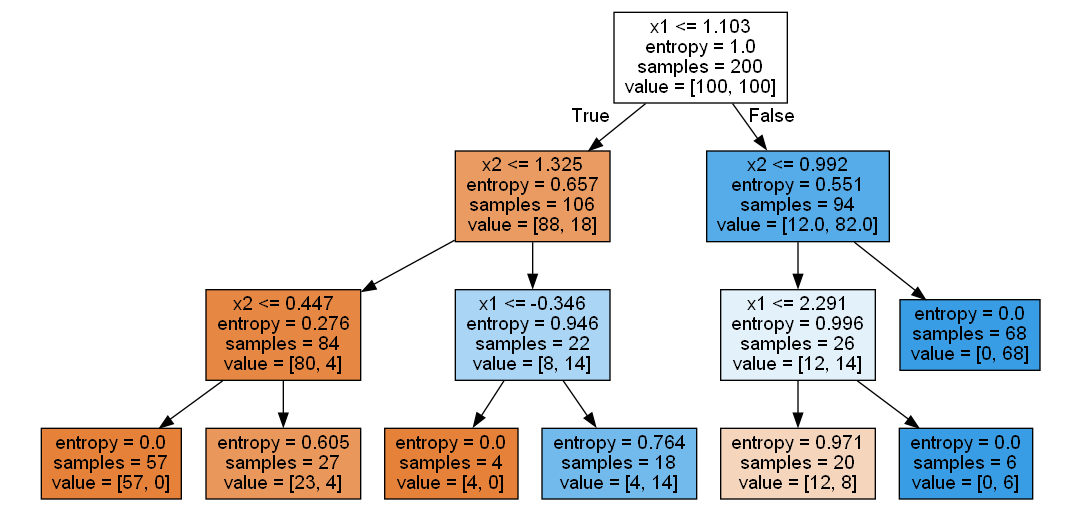 x1 <= 1.103
entropy = 1.0
samples = 200
value = [100, 100]
True
False
x2 <= 1.325
entropy = 0.657
samples = 106
value = [88, 18]
x2 <= 0.992
entropy = 0.551
samples = 94
value = [12.0, 82.0]
x2 <= 0.447
entropy = 0.276
samples = 84
value = [80, 4]
x1 <= -0.346
entropy = 0.946
samples = 22
value = [8, 14]
x1 <= 2.291
entropy = 0.996
samples = 26
value = [12, 14]
entropy = 0.0
samples = 68
value = [0, 68]
entropy = 0.0
samples = 57
value = [57, 0]
entropy = 0.605
samples = 27
value = [23, 4]
entropy = 0.0
samples = 4
value = [4, 0]
entropy = 0.764
samples = 18
value = [4, 14]
entropy = 0.971
samples = 20
value = [12, 8]
entropy = 0.0
samples = 6
value = [0, 6]